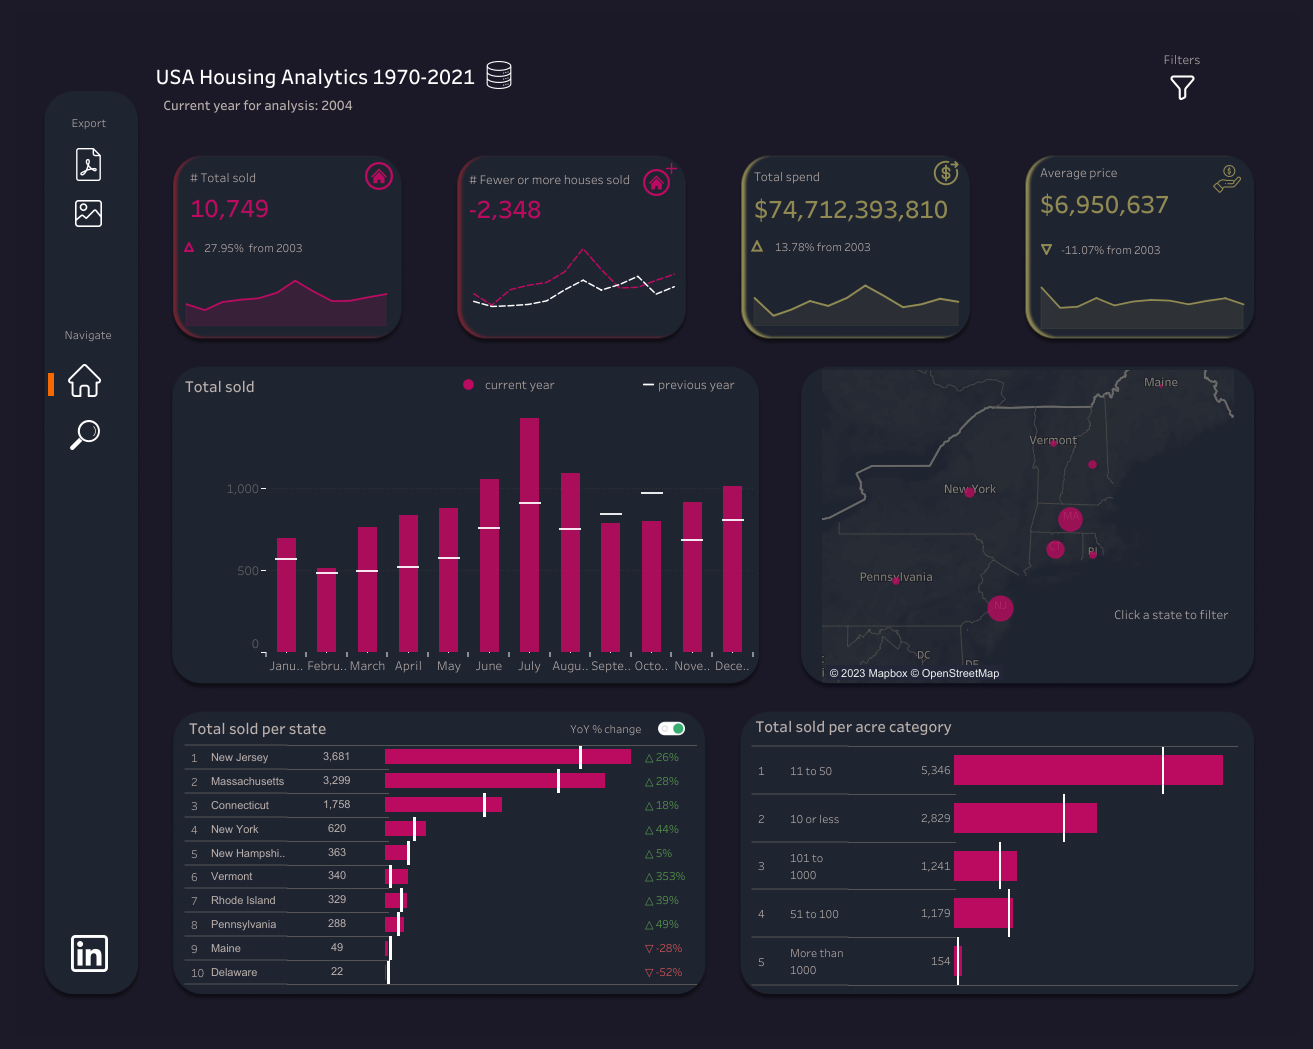 USA Housing Analytics 1970-2021
Current year for analysis: 2004
Filters
Export
Navigate
in
# Total sold
10,749
27.95% from 2003
# Fewer or more houses sold
-2,348
Total spend
$74,712,393,810
13.78% from 2003
Average price
$6,950,637
-11.07% from 2003
Total sold
current year
previous year
1,000
500
0
Janu.. Febru.. March April May June July Augu.. Septe.. Octo.. Nove.. Dece..
Maine
Vermont
New York
MA
CT
RI
Pennsylvania
NJ
Click a state to filter
DC
DE
© 2023 Mapbox © OpenStreetMap
Total sold per state
YoY % change
1 New Jersey 3,681 △ 26%
2 Massachusetts 3,299 △ 28%
3 Connecticut 1,758 △ 18%
4 New York 620 △ 44%
5 New Hampshi.. 363 △ 5%
6 Vermont 340 △ 353%
7 Rhode Island 329 △ 39%
8 Pennsylvania 288 △ 49%
9 Maine 49 ▽ -28%
10 Delaware 22 ▽ -52%
Total sold per acre category
1 11 to 50 5,346
2 10 or less 2,829
3 101 to
1000 1,241
4 51 to 100 1,179
5 More than
1000 154